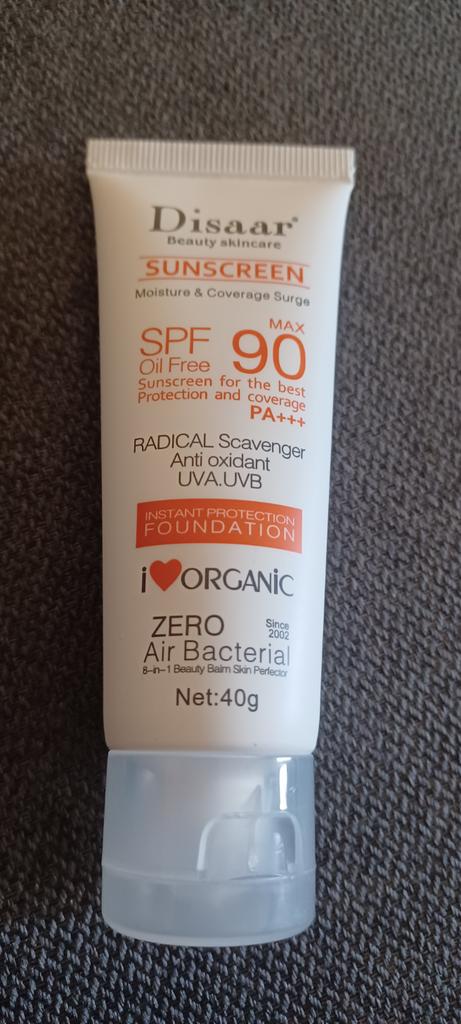 Disaar®
Beauty skincare
SUNSCREEN
Moisture & Coverage Surge
MAX
SPF 90
Oil Free
Sunscreen for the best
Protection and coverage
PA+++
RADICAL Scavenger
Anti oxidant
UVA.UVB
INSTANT PROTECTION
FOUNDATION
i❤ORGANiC
ZERO Since
2002
Air Bacterial
8-in-1 Beauty Balm Skin Perfector
Net:40g